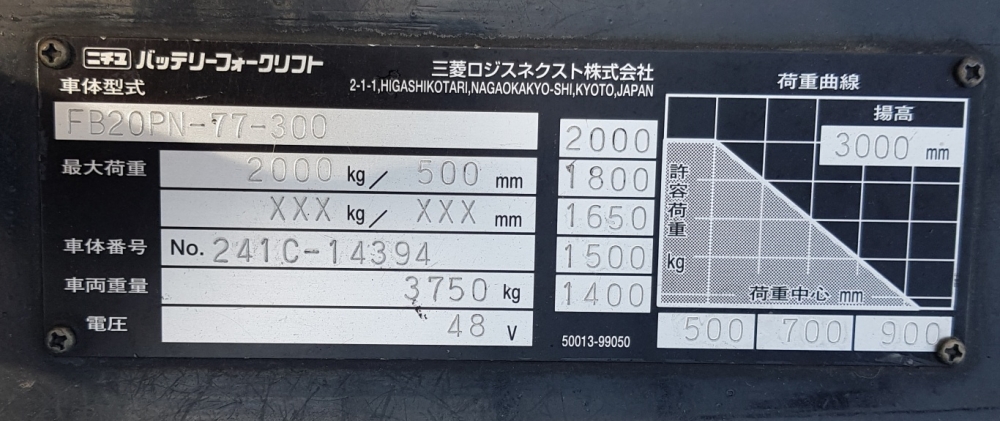 ニチユ バッテリーフォークリフト
三菱ロジスネクスト株式会社
2-1-1,HIGASHIKOTARI,NAGAOKAKYO-SHI,KYOTO,JAPAN
車体型式
FB20PN-77-300
最大荷重 2000 kg/ 500 mm
XXX kg/ XXX mm
車体番号 No. 241C-14394
車両重量 3750 kg
電圧 48 V
荷重曲線
揚高
3000 mm
2000
1800
1650
1500
1400
許容荷重 kg
荷重中心 mm
500 700 900
50013-99050